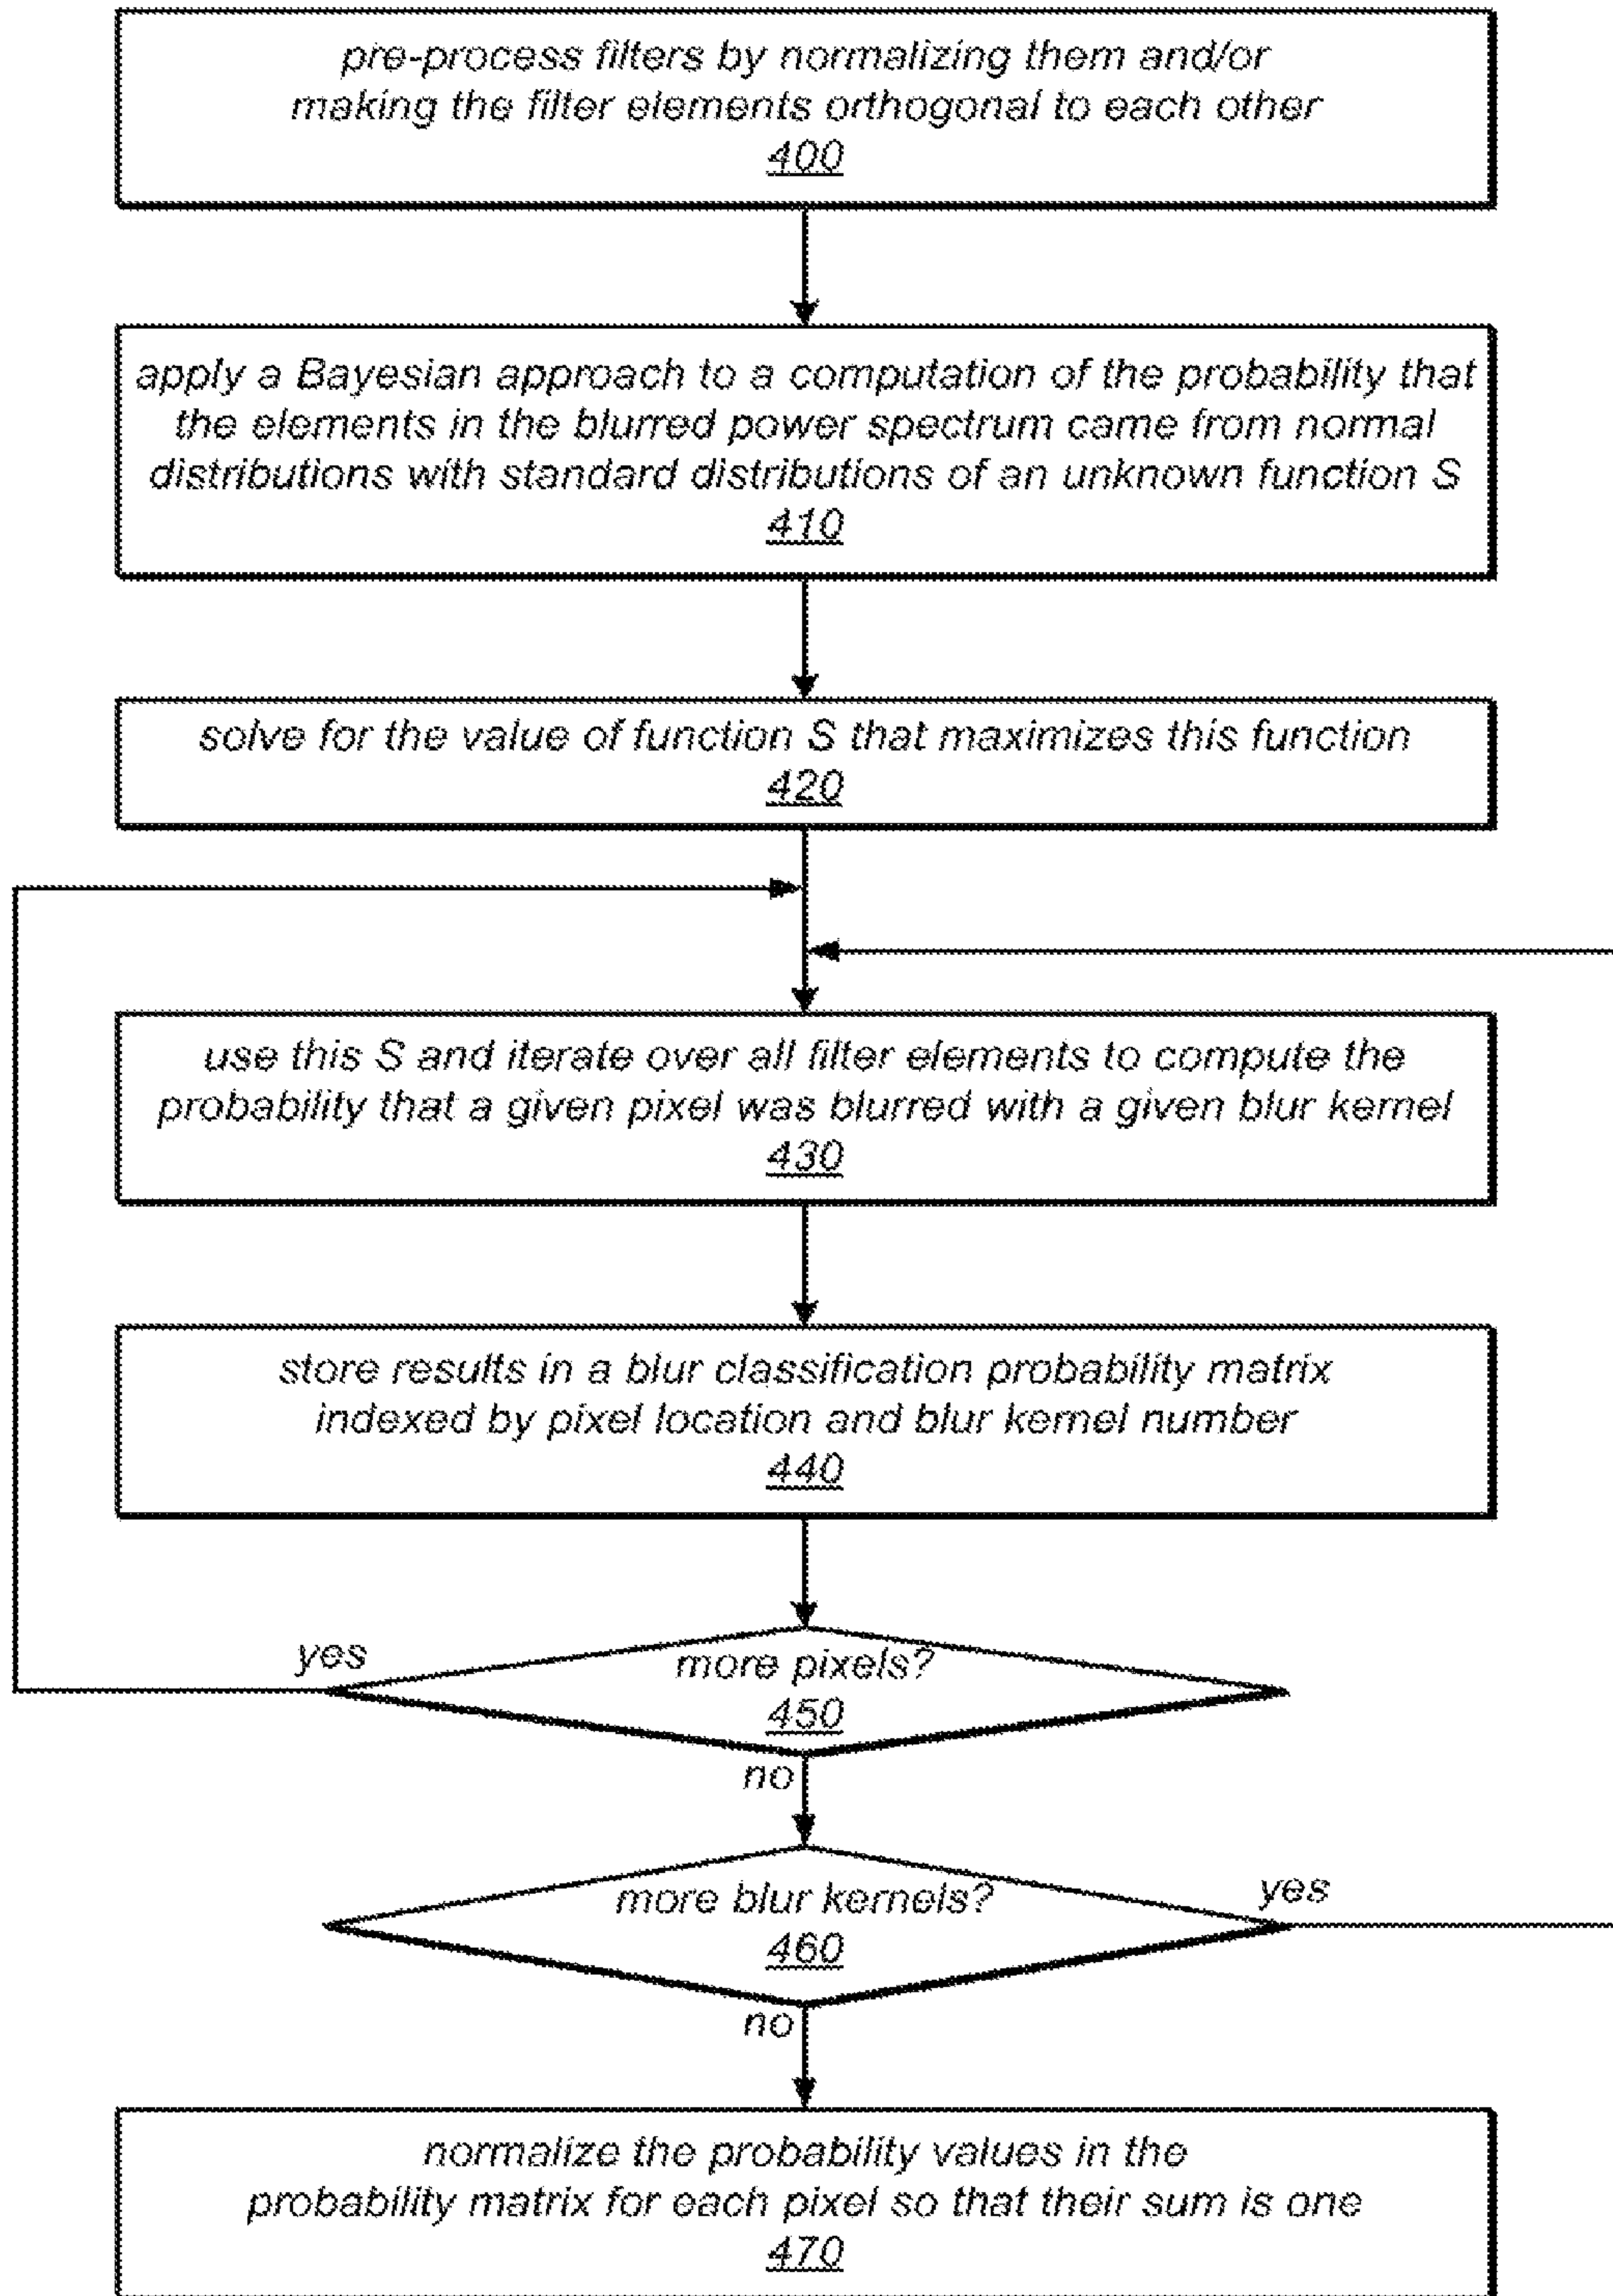 pre-process filters by normalizing them and/or
making the filter elements orthogonal to each other
400
apply a Bayesian approach to a computation of the probability that
the elements in the blurred power spectrum came from normal
distributions with standard distributions of an unknown function S
410
solve for the value of function S that maximizes this function
420
use this S and iterate over all filter elements to compute the
probability that a given pixel was blurred with a given blur kernel
430
store results in a blur classification probability matrix
indexed by pixel location and blur kernel number
440
yes
more pixels?
450
no
more blur kernels?
yes
460
no
normalize the probability values in the
probability matrix for each pixel so that their sum is one
470